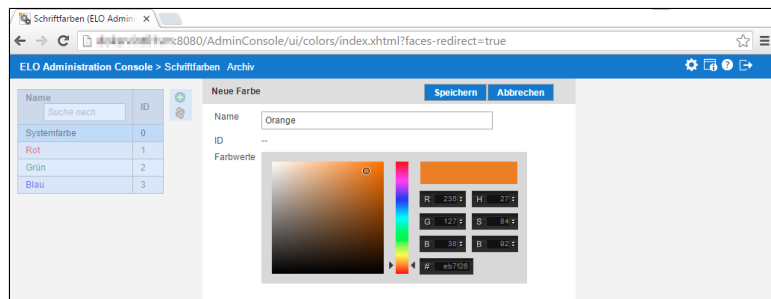 Schriftfarben (ELO Admini
:8080/AdminConsole/ui/colors/index.xhtml?faces-redirect=true
ELO Administration Console > Schriftfarben Archiv
Name ID
Suche nach
Systemfarbe 0
Rot 1
Grün 2
Blau 3
Neue Farbe Speichern Abbrechen
Name Orange
ID --
Farbwerte
R 235 H 27
G 127 S 84
B 38 B 92
# eb7f26